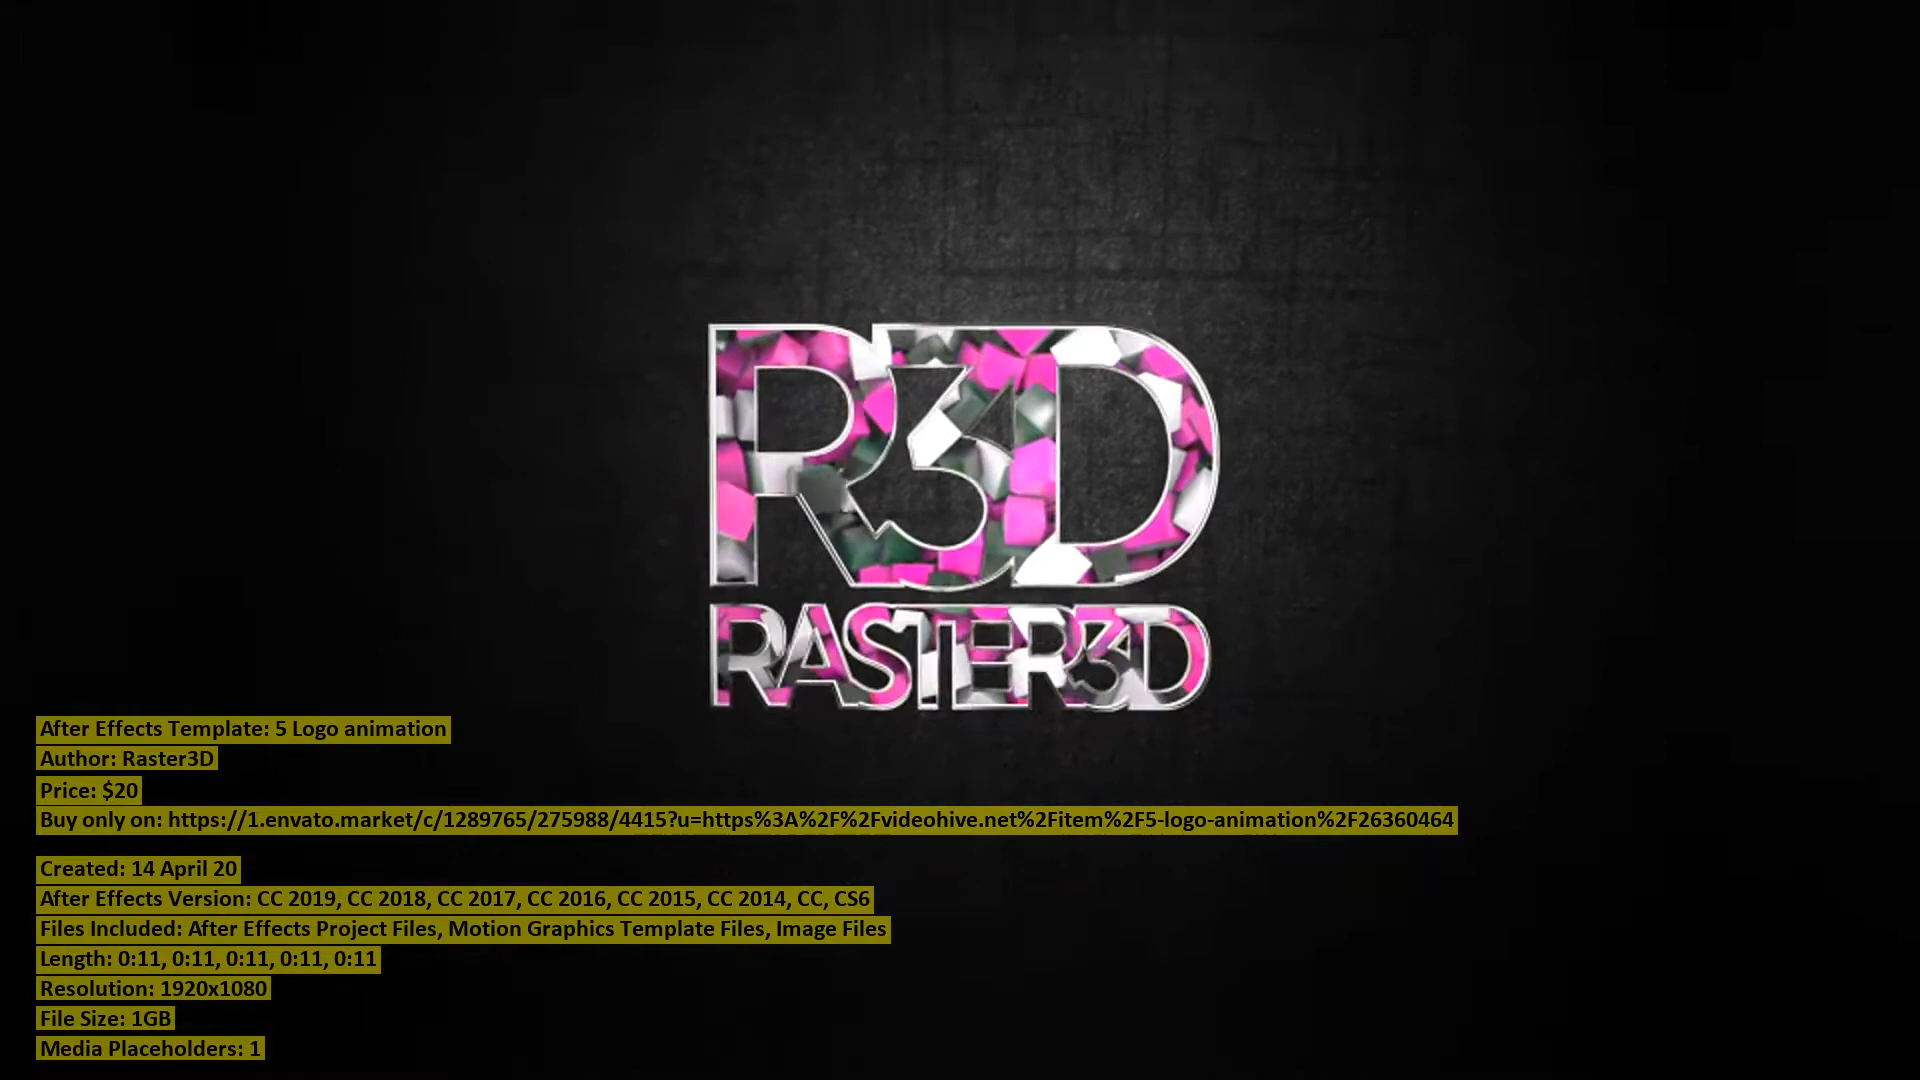 R3D
RASTER3D
After Effects Template: 5 Logo animation
Author: Raster3D
Price: $20
Buy only on: https://1.envato.market/c/1289765/275988/4415?u=https%3A%2F%2Fvideohive.net%2Fitem%2F5-logo-animation%2F26360464
Created: 14 April 20
After Effects Version: CC 2019, CC 2018, CC 2017, CC 2016, CC 2015, CC 2014, CC, CS6
Files Included: After Effects Project Files, Motion Graphics Template Files, Image Files
Length: 0:11, 0:11, 0:11, 0:11, 0:11
Resolution: 1920x1080
File Size: 1GB
Media Placeholders: 1